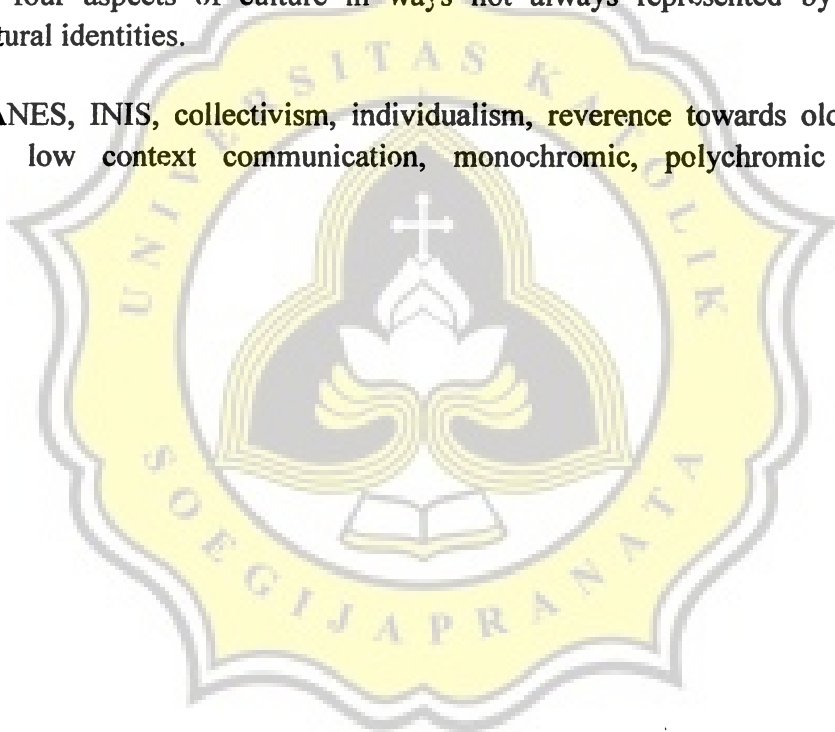 four aspects of culture in ways not always represented by
tural identities.
ANES, INIS, collectivism, individualism, reverence towards old
low context communication, monochromic, polychromic
UNIVERSITAS KATOLIK
SOEGIJAPRANATA